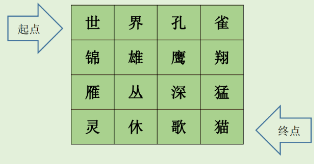 起点
世 界 孔 雀
锦 雄 鹰 翔
雁 丛 深 猛
灵 休 歌 猫
终点